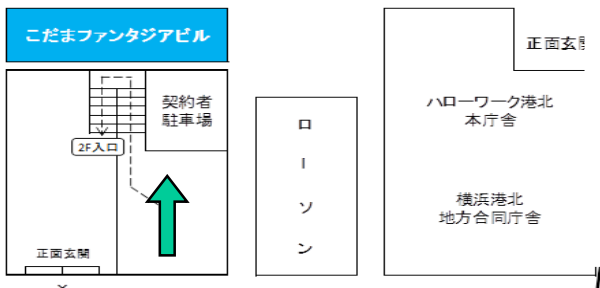 こだまファンタジアビル
正面玄
契約者
駐車場
ハローワーク港北
本庁舎
ローソン
2F入口
横浜港北
地方合同庁舎
正面玄関